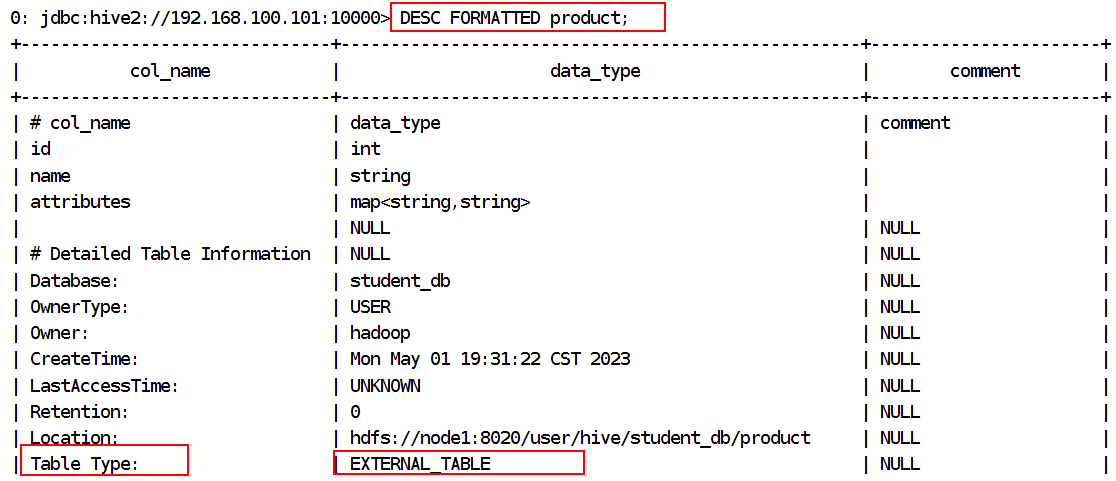 0: jdbc:hive2://192.168.100.101:10000> DESC FORMATTED product;
+-------------------------------+----------------------------------------------------+-----------------------+
|           col_name            |                     data_type                      |        comment        |
+-------------------------------+----------------------------------------------------+-----------------------+
| # col_name                    | data_type                                          | comment               |
| id                            | int                                                |                       |
| name                          | string                                             |                       |
| attributes                    | map<string,string>                                 |                       |
|                               | NULL                                               | NULL                  |
| # Detailed Table Information  | NULL                                               | NULL                  |
| Database:                     | student_db                                         | NULL                  |
| OwnerType:                    | USER                                               | NULL                  |
| Owner:                        | hadoop                                             | NULL                  |
| CreateTime:                   | Mon May 01 19:31:22 CST 2023                       | NULL                  |
| LastAccessTime:               | UNKNOWN                                            | NULL                  |
| Retention:                    | 0                                                  | NULL                  |
| Location:                     | hdfs://node1:8020/user/hive/student_db/product     | NULL                  |
| Table Type:                   | EXTERNAL_TABLE                                     | NULL                  |